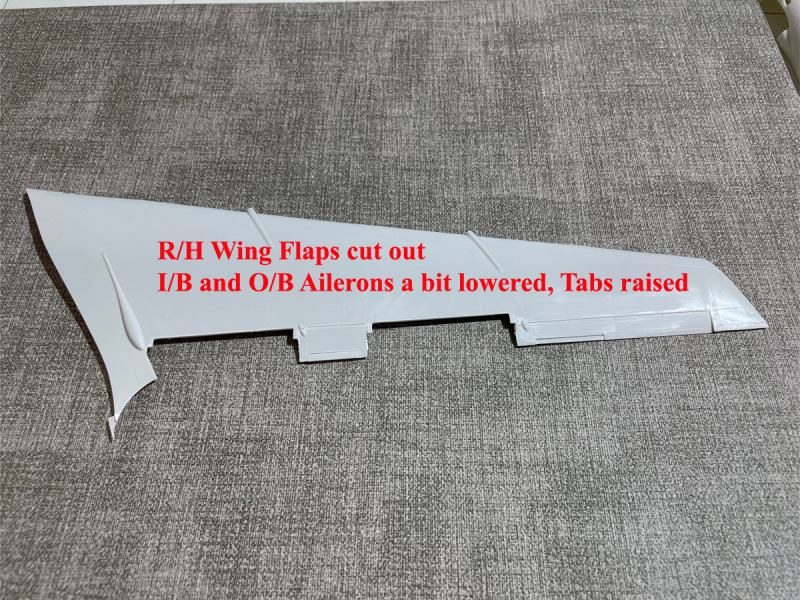 R/H Wing Flaps cut out
I/B and O/B Ailerons a bit lowered, Tabs raised